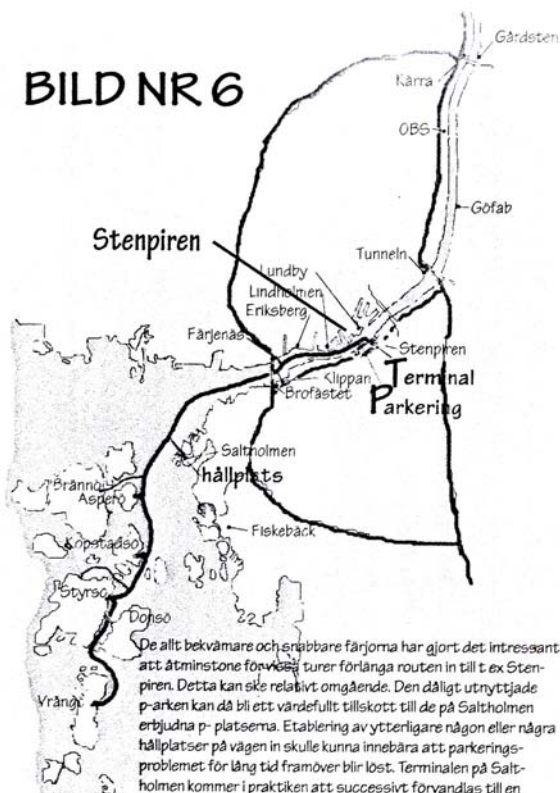 BILD NR 6
Gårdsten
Kärra
OBS
Göfab
Stenpiren
Tunneln
Lundby
Lindholmen
Eriksberg
Färjenäs
Stenpiren
Klippan
Terminal
Brofästet
Parkering
Saltholmen
hållplats
Brännö
Asperö
Fiskebäck
Köpstadsö
Styrsö
Donsö
Vrångö
De allt bekvämare och snabbare färjorna har gjort det intressant
att åtminstone för vissa turer förlänga routen in till t ex Sten-
piren. Detta kan ske relativt omgående. Den dåligt utnyttjade
p-arken kan då bli ett värdefullt tillskott till de på Saltholmen
erbjudna p- platserna. Etablering av ytterligare någon eller några
hållplatser på vägen in skulle kunna innebära att parkerings-
problemet för lång tid framöver blir löst. Terminalen på Salt-
holmen kommer i praktiken att successivt förvandlas till en